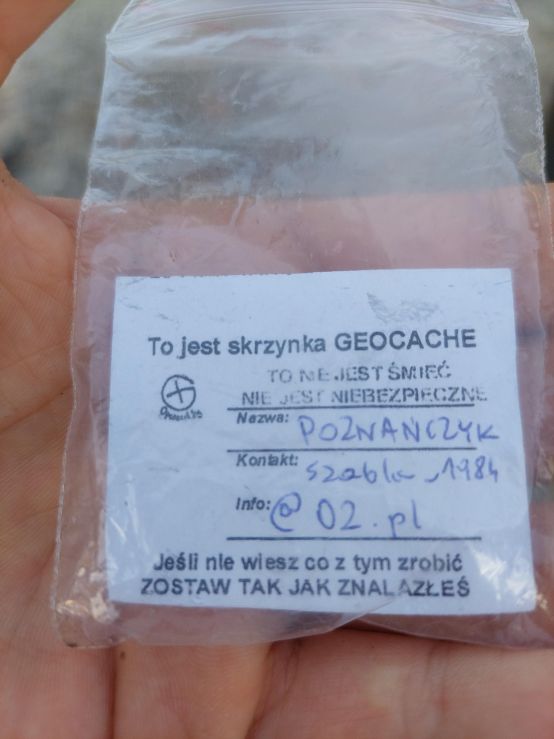 To jest skrzynka GEOCACHE
TO NIE JEST ŚMIEĆ
NIE JEST NIEBEZPIECZNE
Nazwa: POZNAŃCZYK
Kontakt: szabla_1984
Info: @ 02.pl
Jeśli nie wiesz co z tym zrobić
ZOSTAW TAK JAK ZNALAZŁEŚ